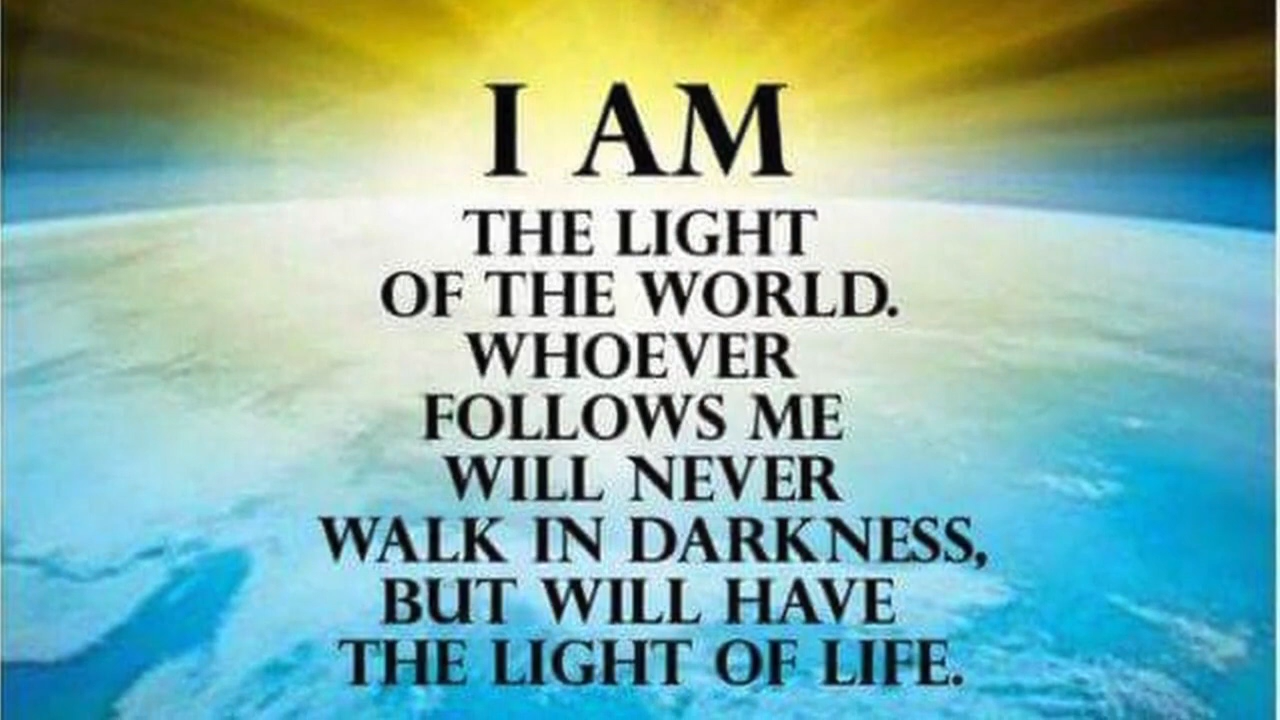 I AM
THE LIGHT
OF THE WORLD.
WHOEVER
FOLLOWS ME
WILL NEVER
WALK IN DARKNESS,
BUT WILL HAVE
THE LIGHT OF LIFE.